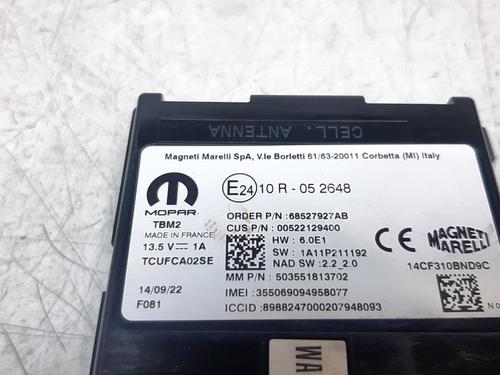 CELL. ANTENNA
Magneti Marelli SpA, V.le Borletti 61/63-20011 Corbetta (MI) Italy
MOPAR
TBM2
MADE IN FRANCE
13.5 V 1A
TCUFCA02SE
14/09/22
F081
E24 10 R - 05 2648
ORDER P/N : 68527927AB
CUS P/N : 00522129400
HW : 6.0E1
SW : 1A11P211192
NAD SW : 2.2_2.0
MM P/N : 503551813702
IMEI : 355069094958077
ICCID : 8988247000207948093
CE
MAGNETI
MARELLI
14CF310BND9C
WA